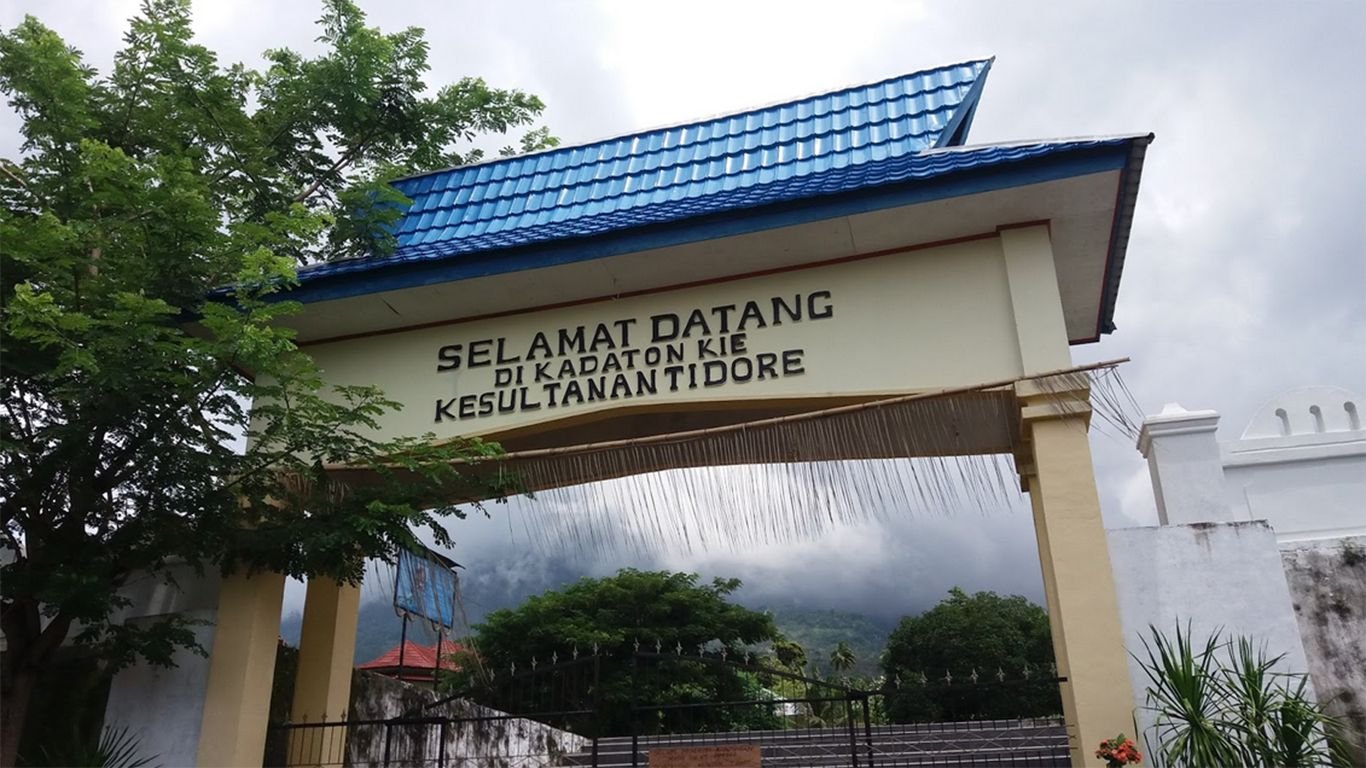 SELAMAT DATANG
DI KADATON KIE
KESULTANAN TIDORE